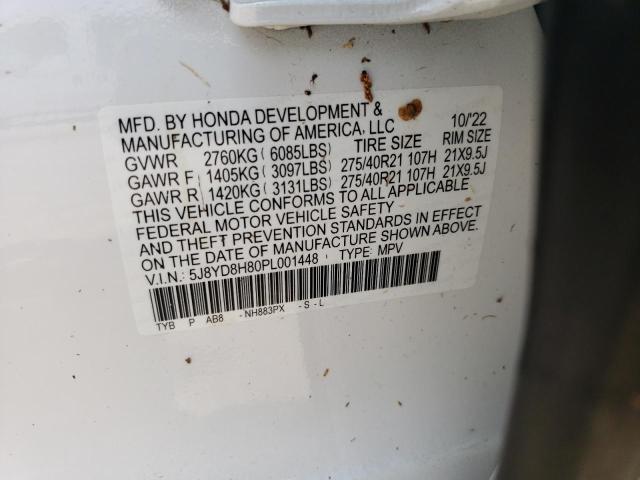 MFD. BY HONDA DEVELOPMENT & 10/'22
MANUFACTURING OF AMERICA, LLC TIRE SIZE RIM SIZE
GVWR 2760KG ( 6085LBS)
GAWR F 1405KG ( 3097LBS) 275/40R21 107H 21X9.5J
GAWR R 1420KG ( 3131LBS) 275/40R21 107H 21X9.5J
THIS VEHICLE CONFORMS TO ALL APPLICABLE
FEDERAL MOTOR VEHICLE SAFETY
AND THEFT PREVENTION STANDARDS IN EFFECT
ON THE DATE OF MANUFACTURE SHOWN ABOVE.
V.I.N.: 5J8YD8H80PL001448 TYPE: MPV
TYB P AB8 -NH883PX -S-L